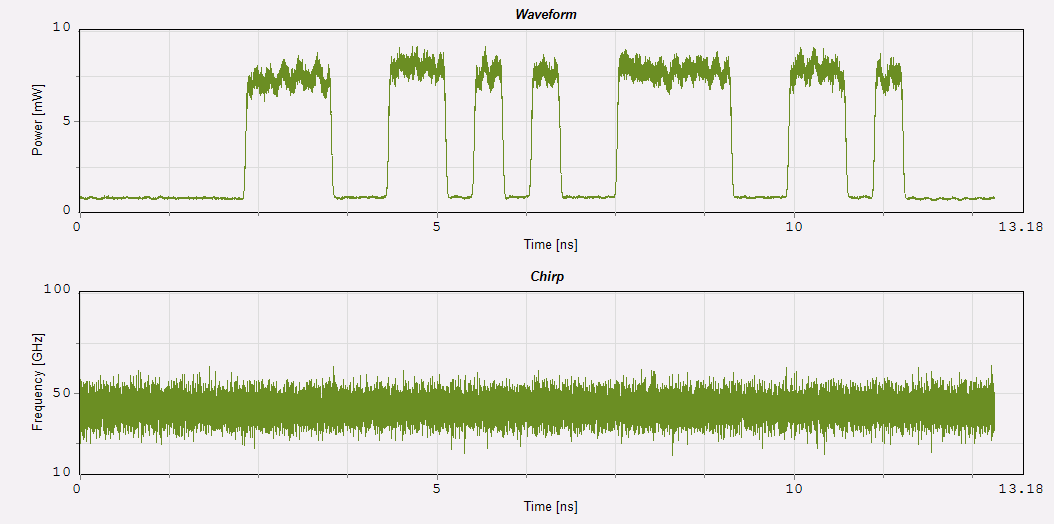 Waveform
10
Power [mW]
5
0
0 5 10 13.18
Time [ns]
Chirp
100
Frequency [GHz]
50
10
0 5 10 13.18
Time [ns]